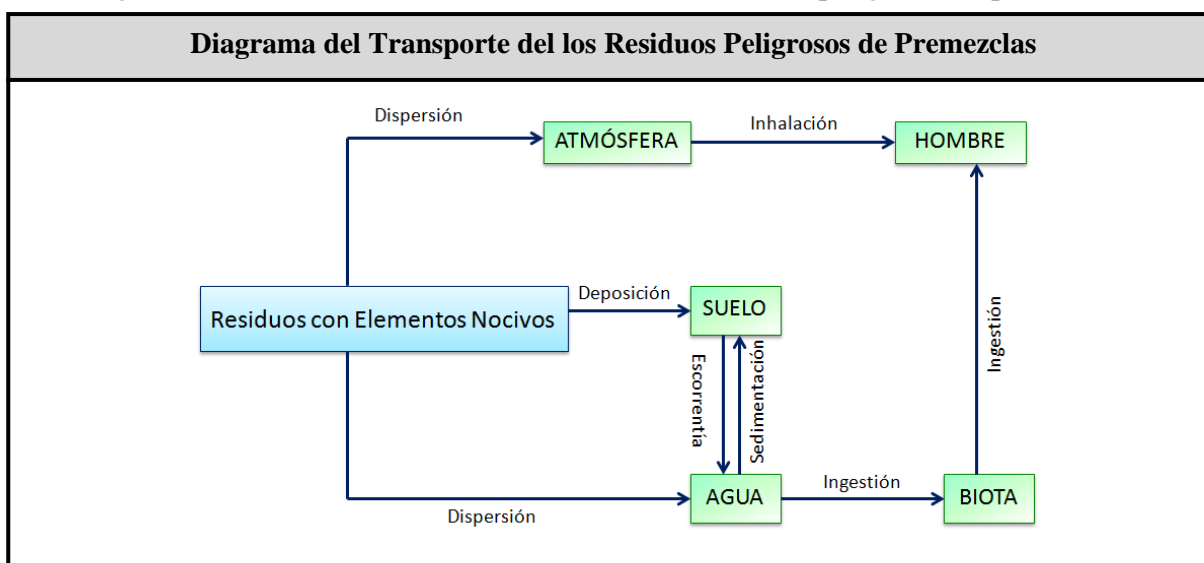 Diagrama del Transporte del los Residuos Peligrosos de Premezclas
Dispersión
ATMÓSFERA
Inhalación
HOMBRE
Residuos con Elementos Nocivos
Deposición
SUELO
Escorrentía
Sedimentación
Ingestión
AGUA
Ingestión
BIOTA
Dispersión